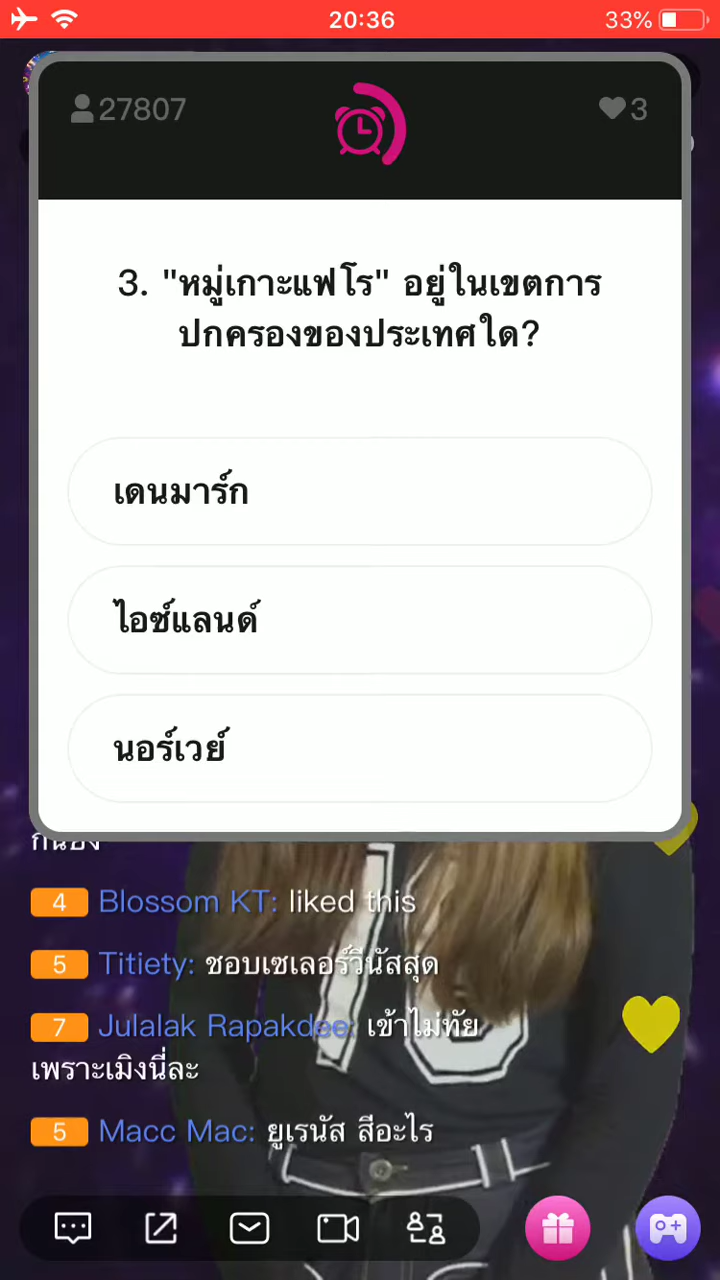 20:36
33%
27807
3
3. "หมู่เกาะแฟโร" อยู่ในเขตการ
ปกครองของประเทศใด?
เดนมาร์ก
ไอซ์แลนด์
นอร์เวย์
4 Blossom KT: liked this
5 Titiety: ชอบเซเลอร์วีนัสสุด
7 Julalak Rapakdee: เข้าไม่ทัย
เพราะเมิงนี่ละ
5 Macc Mac: ยูเรนัส สีอะไร